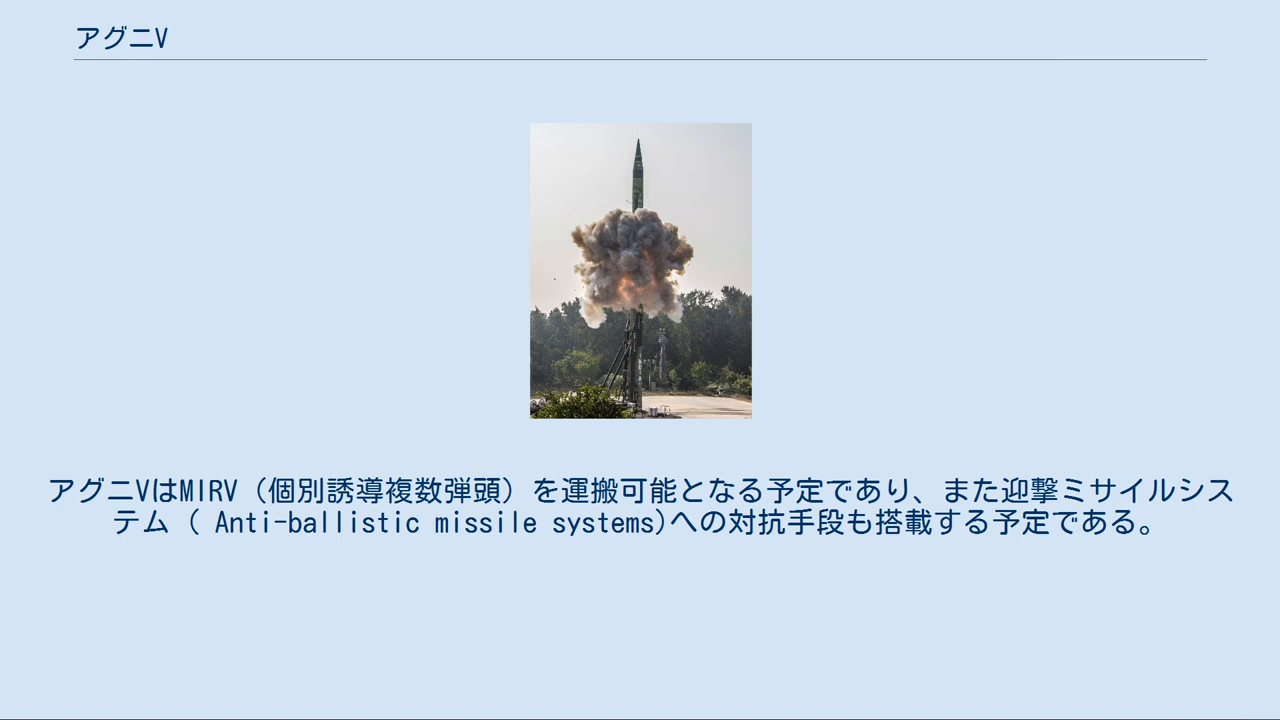 アグニV
アグニVはMIRV（個別誘導複数弾頭）を運搬可能となる予定であり、また迎撃ミサイルシス
テム ( Anti-ballistic missile systems)への対抗手段も搭載する予定である。